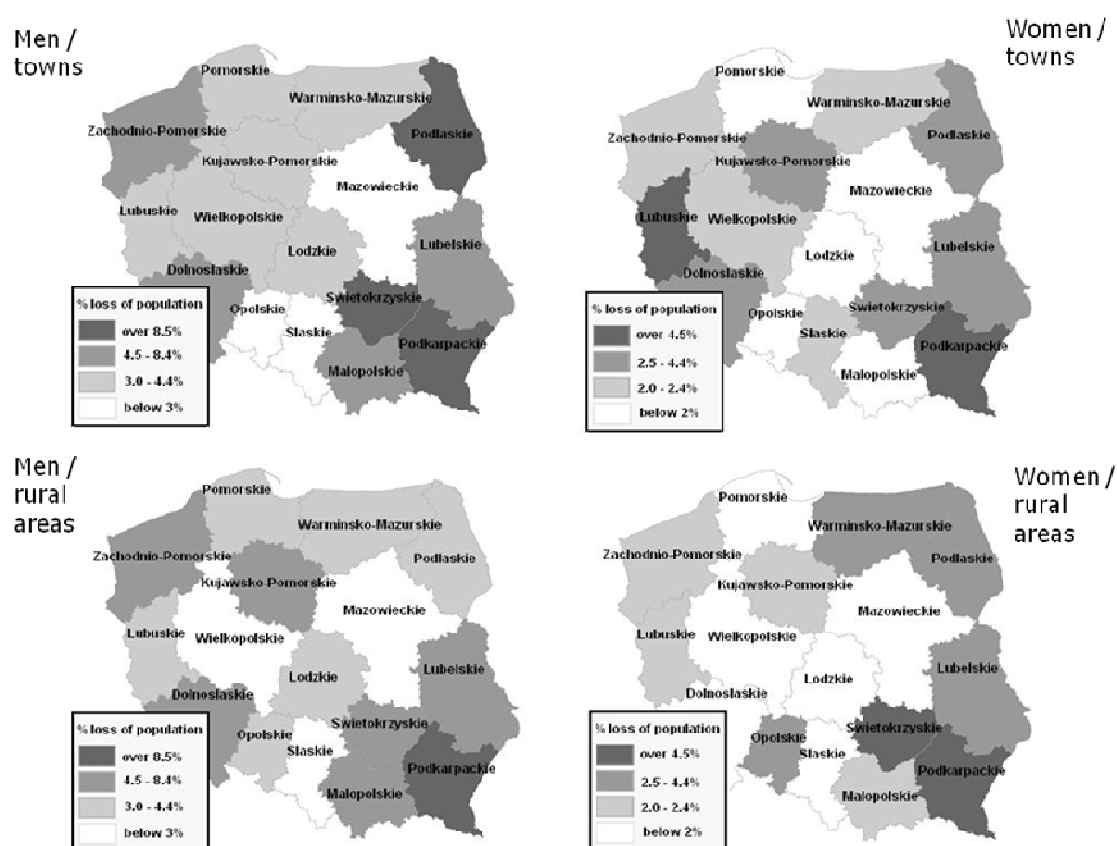 Men /
towns
Pomorskie
Warminsko-Mazurskie
Zachodnio-Pomorskie
Podlaskie
Kujawsko-Pomorskie
Mazowieckie
Lubuskie
Wielkopolskie
Lodzkie
Lubelskie
Dolnoslaskie
Swietokrzyskie
Opolskie
Slaskie
Podkarpackie
Malopolskie
% loss of population
over 8.5%
4.5 - 8.4%
3.0 - 4.4%
below 3%
Women /
towns
Pomorskie
Warminsko-Mazurskie
Zachodnio-Pomorskie
Podlaskie
Kujawsko-Pomorskie
Mazowieckie
Lubuskie
Wielkopolskie
Lodzkie
Lubelskie
Dolnoslaskie
Swietokrzyskie
Opolskie
Slaskie
Podkarpackie
Malopolskie
% loss of population
over 4.5%
2.5 - 4.4%
2.0 - 2.4%
below 2%
Men /
rural
areas
Pomorskie
Warminsko-Mazurskie
Zachodnio-Pomorskie
Podlaskie
Kujawsko-Pomorskie
Mazowieckie
Lubuskie
Wielkopolskie
Lodzkie
Lubelskie
Dolnoslaskie
Swietokrzyskie
Opolskie
Slaskie
Podkarpackie
Malopolskie
% loss of population
over 8.5%
4.5 - 8.4%
3.0 - 4.4%
below 3%
Women /
rural
areas
Pomorskie
Warminsko-Mazurskie
Zachodnio-Pomorskie
Podlaskie
Kujawsko-Pomorskie
Mazowieckie
Lubuskie
Wielkopolskie
Lodzkie
Lubelskie
Dolnoslaskie
Swietokrzyskie
Opolskie
Slaskie
Podkarpackie
Malopolskie
% loss of population
over 4.5%
2.5 - 4.4%
2.0 - 2.4%
below 2%